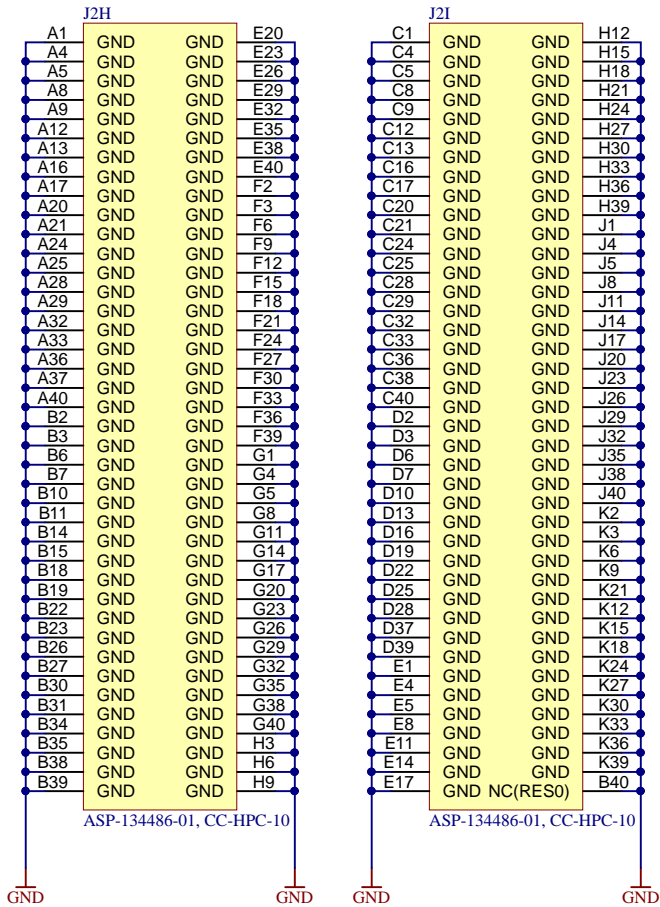 J2H J2I
A1 GND GND E20 C1 GND GND H12
A4 GND GND E23 C4 GND GND H15
A5 GND GND E26 C5 GND GND H18
A8 GND GND E29 C8 GND GND H21
A9 GND GND E32 C9 GND GND H24
A12 GND GND E35 C12 GND GND H27
A13 GND GND E38 C13 GND GND H30
A16 GND GND E40 C16 GND GND H33
A17 GND GND F2 C17 GND GND H36
A20 GND GND F3 C20 GND GND H39
A21 GND GND F6 C21 GND GND J1
A24 GND GND F9 C24 GND GND J4
A25 GND GND F12 C25 GND GND J5
A28 GND GND F15 C28 GND GND J8
A29 GND GND F18 C29 GND GND J11
A32 GND GND F21 C32 GND GND J14
A33 GND GND F24 C33 GND GND J17
A36 GND GND F27 C36 GND GND J20
A37 GND GND F30 C38 GND GND J23
A40 GND GND F33 C40 GND GND J26
B2 GND GND F36 D2 GND GND J29
B3 GND GND F39 D3 GND GND J32
B6 GND GND G1 D6 GND GND J35
B7 GND GND G4 D7 GND GND J38
B10 GND GND G5 D10 GND GND J40
B11 GND GND G8 D13 GND GND K2
B14 GND GND G11 D16 GND GND K3
B15 GND GND G14 D19 GND GND K6
B18 GND GND G17 D22 GND GND K9
B19 GND GND G20 D25 GND GND K21
B22 GND GND G23 D28 GND GND K12
B23 GND GND G26 D37 GND GND K15
B26 GND GND G29 D39 GND GND K18
B27 GND GND G32 E1 GND GND K24
B30 GND GND G35 E4 GND GND K27
B31 GND GND G38 E5 GND GND K30
B34 GND GND G40 E8 GND GND K33
B35 GND GND H3 E11 GND GND K36
B38 GND GND H6 E14 GND GND K39
B39 GND GND H9 E17 GND NC(RES0) B40
ASP-134486-01, CC-HPC-10 ASP-134486-01, CC-HPC-10
GND GND GND GND